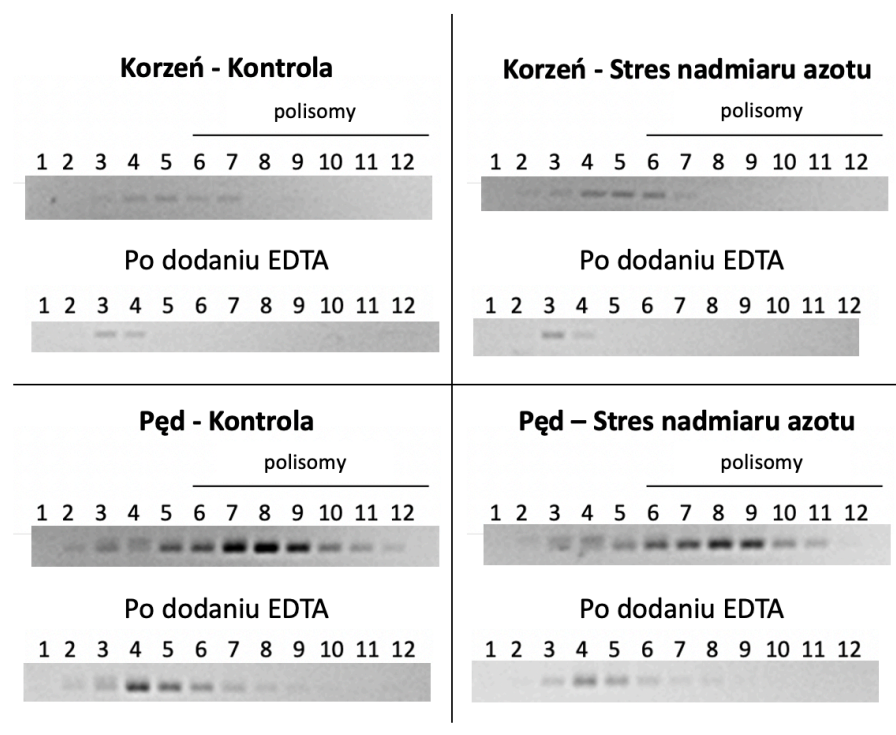 Korzeń - Kontrola
polisomy
1 2 3 4 5 6 7 8 9 10 11 12
Po dodaniu EDTA
1 2 3 4 5 6 7 8 9 10 11 12
Korzeń - Stres nadmiaru azotu
polisomy
1 2 3 4 5 6 7 8 9 10 11 12
Po dodaniu EDTA
1 2 3 4 5 6 7 8 9 10 11 12
Pęd - Kontrola
polisomy
1 2 3 4 5 6 7 8 9 10 11 12
Po dodaniu EDTA
1 2 3 4 5 6 7 8 9 10 11 12
Pęd – Stres nadmiaru azotu
polisomy
1 2 3 4 5 6 7 8 9 10 11 12
Po dodaniu EDTA
1 2 3 4 5 6 7 8 9 10 11 12